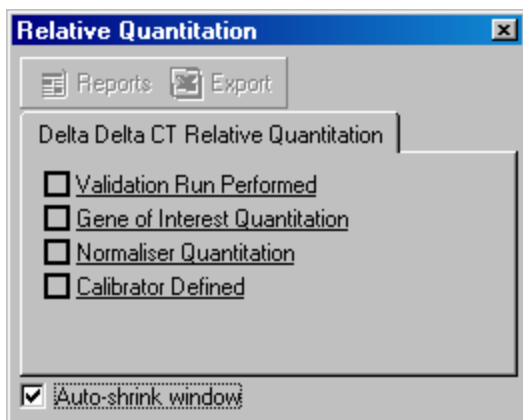 Relative Quantitation
Reports Export
Delta Delta CT Relative Quantitation
Validation Run Performed
Gene of Interest Quantitation
Normaliser Quantitation
Calibrator Defined
Auto-shrink window